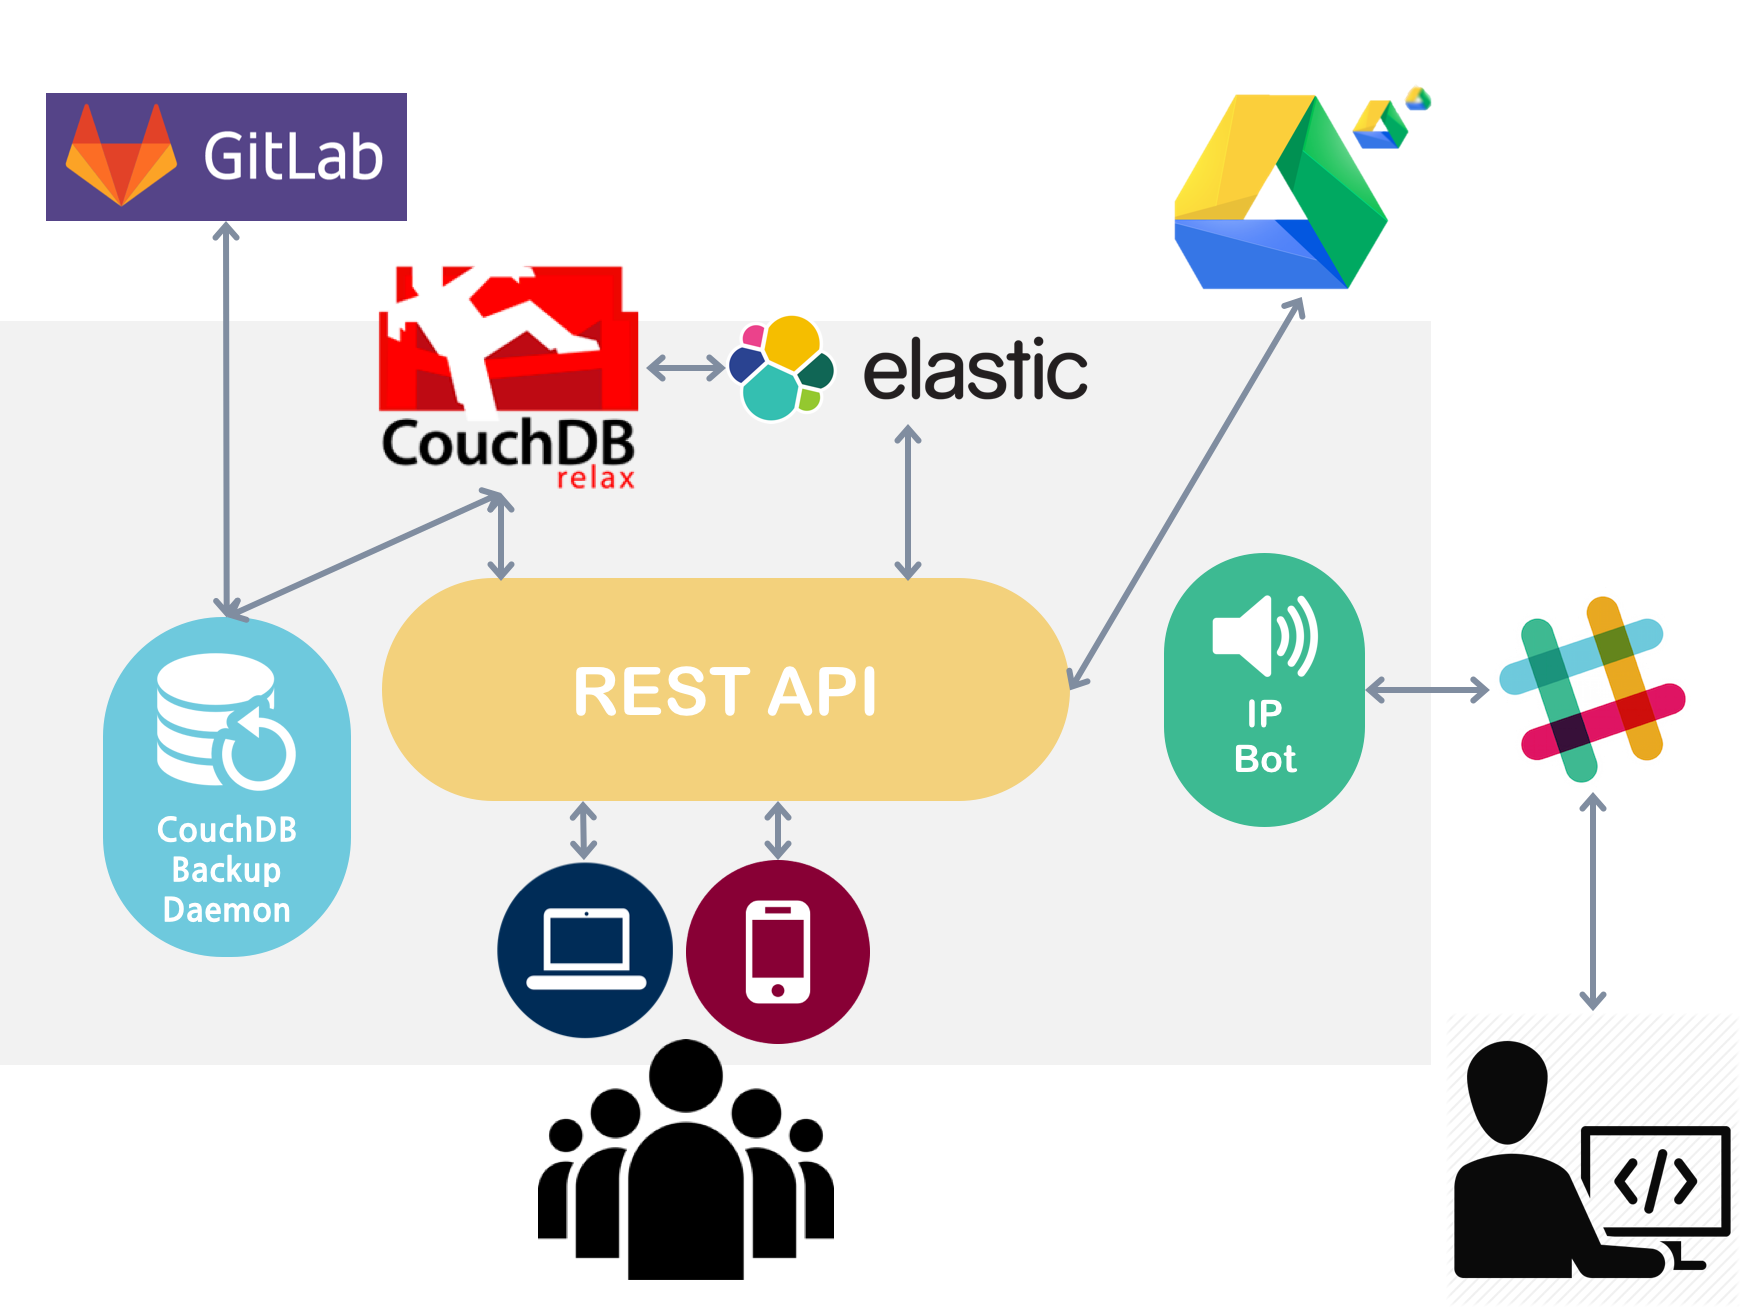 GitLab
CouchDB
relax
elastic
REST API
IP
Bot
CouchDB
Backup
Daemon
</>